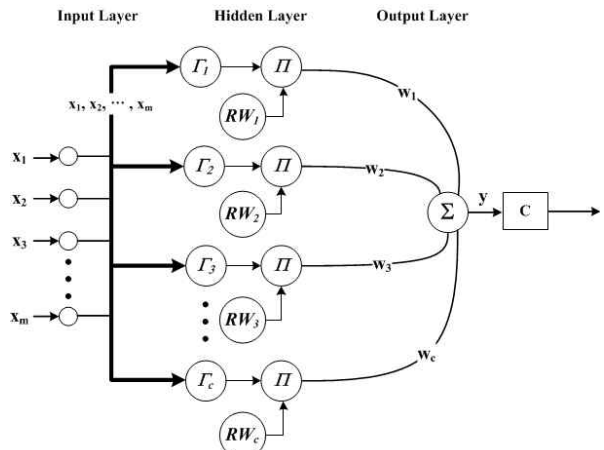 Input Layer Hidden Layer Output Layer
Γ1 Π
w1
x1, x2, ⋯ , xm
RW1
x1
Γ2 Π
w2
x2
RW2
Σ y C
x3
Γ3 Π
w3
xm
RW3
wc
Γc Π
RWc